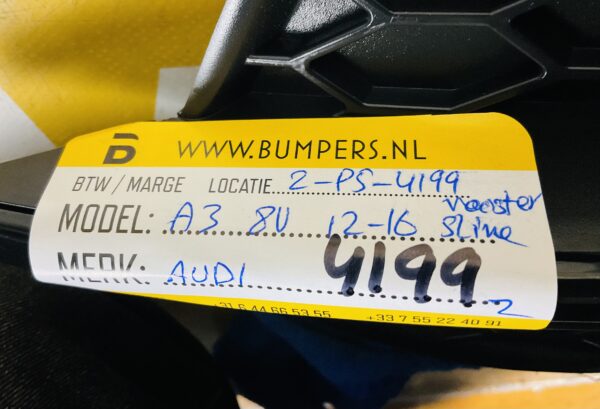 B WWW.BUMPERS.NL
BTW / MARGE LOCATIE 2-PS-4199
rooster
MODEL: A3 8V 12-16 Sline
MERK: AUDI 4199 2
+31 6 44 66 53 55 +33 7 55 22 40 91